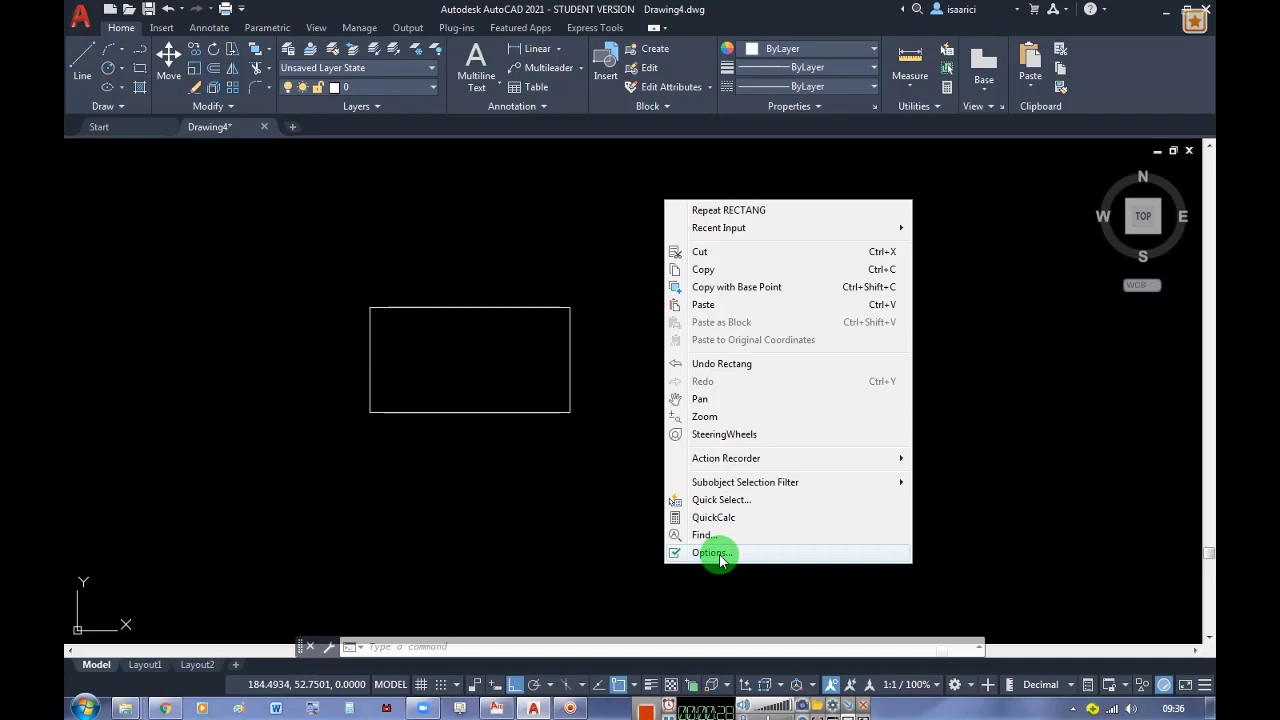 Autodesk AutoCAD 2021 - STUDENT VERSION Drawing4.dwg
isarici
Home Insert Annotate Parametric View Manage Output Plug-ins Featured Apps Express Tools
Line
Move
Multiline Text
Linear
Multileader
Table
Insert
Create
Edit
Edit Attributes
Unsaved Layer State
0
ByLayer
ByLayer
ByLayer
Measure
Base
Paste
Draw Modify Layers Annotation Block Properties Utilities View Clipboard
Start Drawing4*
N
W TOP E
S
WCS
Repeat RECTANG
Recent Input
Cut Ctrl+X
Copy Ctrl+C
Copy with Base Point Ctrl+Shift+C
Paste Ctrl+V
Paste as Block Ctrl+Shift+V
Paste to Original Coordinates
Undo Rectang
Redo Ctrl+Y
Pan
Zoom
SteeringWheels
Action Recorder
Subobject Selection Filter
Quick Select...
QuickCalc
Find...
Options...
Y
X
Type a command
Model Layout1 Layout2
184.4934, 52.7501, 0.0000 MODEL 1:1 / 100% Decimal
09:36